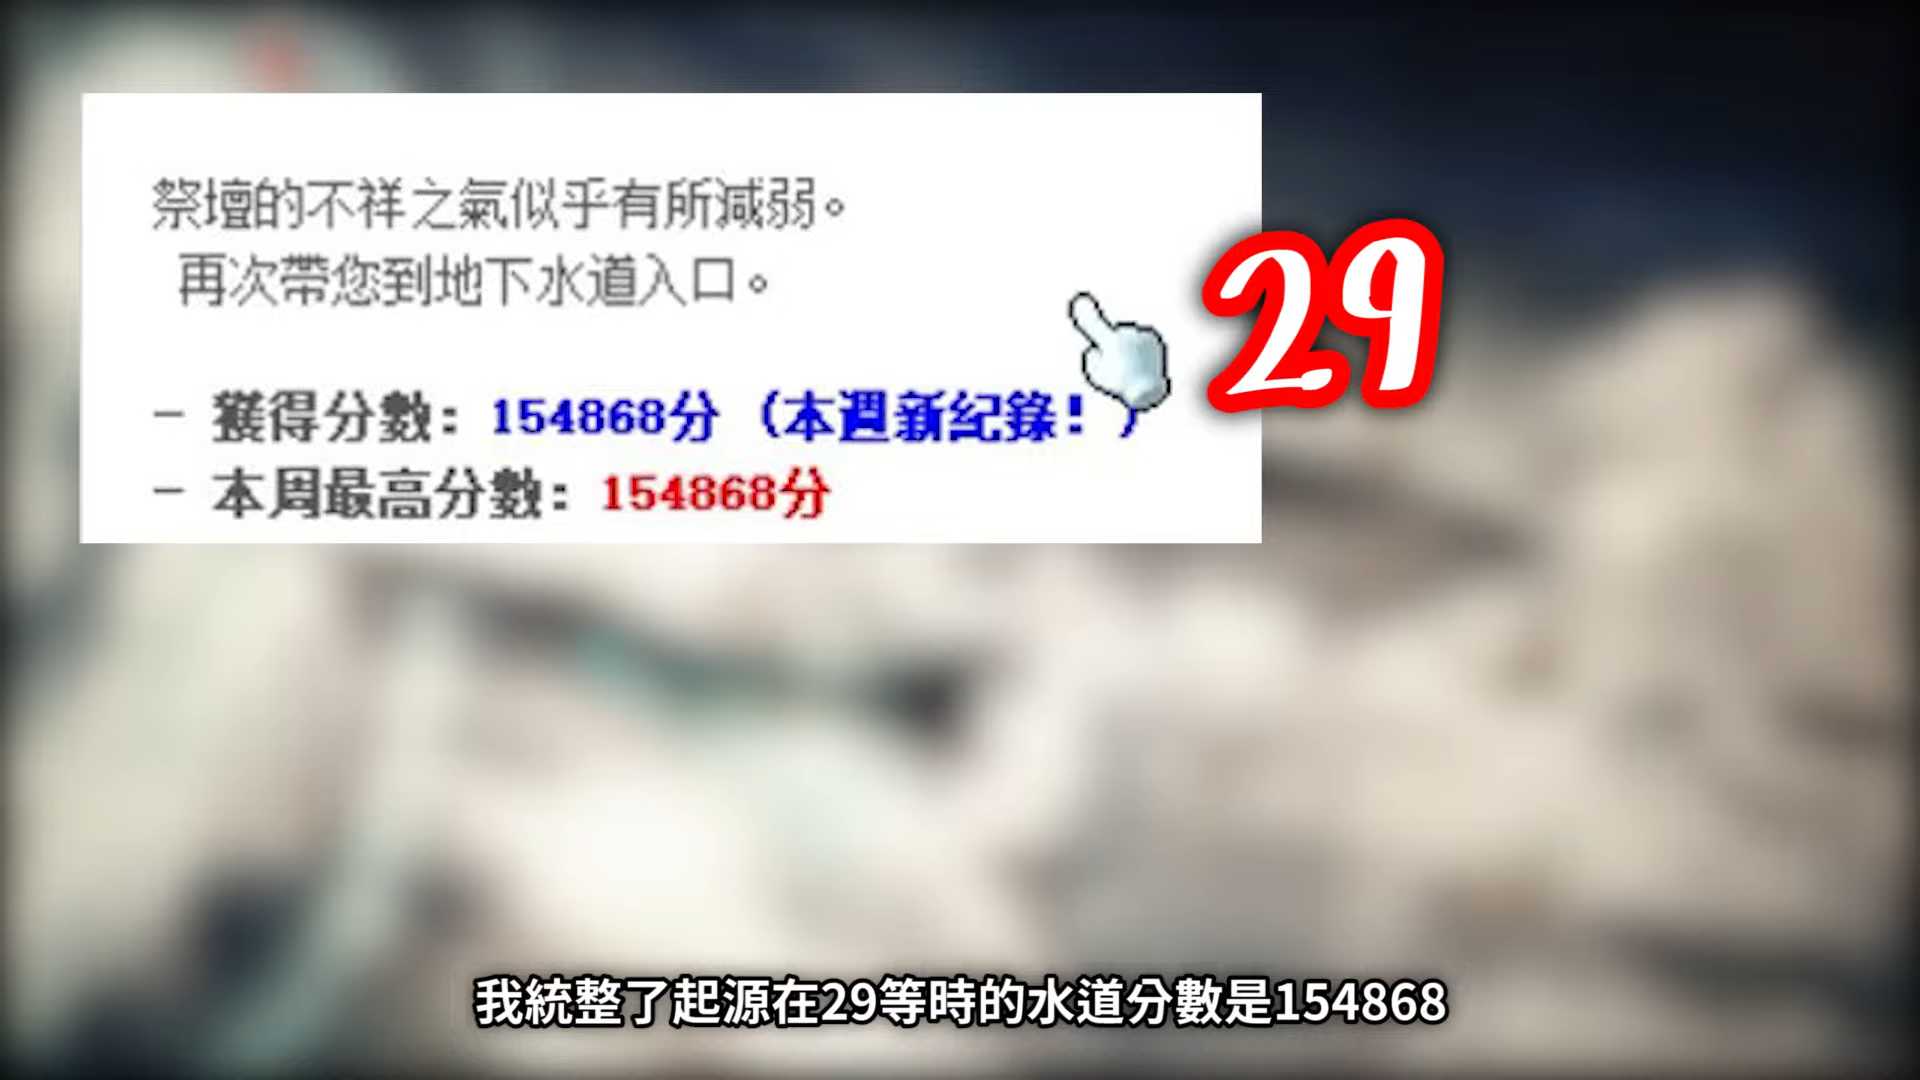 祭壇的不祥之氣似乎有所減弱。
再次帶您到地下水道入口。
- 獲得分數: 154868分 (本週新紀錄! )
- 本周最高分數: 154868分
29
我統整了起源在29等時的水道分數是154868